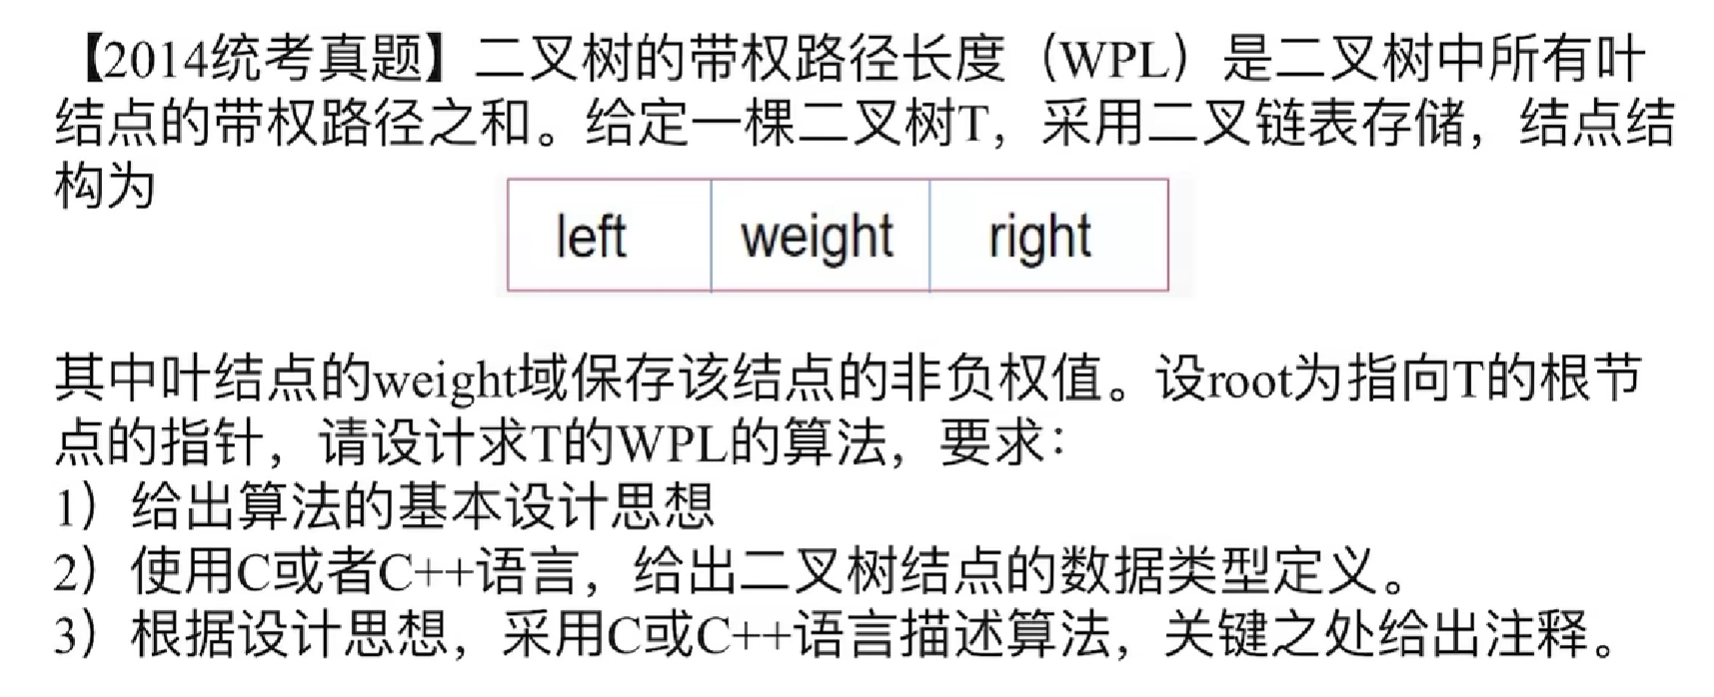 【2014统考真题】二叉树的带权路径长度（WPL）是二叉树中所有叶
结点的带权路径之和。给定一棵二叉树T，采用二叉链表存储，结点结
构为
left weight right
其中叶结点的weight域保存该结点的非负权值。设root为指向T的根节
点的指针，请设计求T的WPL的算法，要求：
1）给出算法的基本设计思想
2）使用C或者C++语言，给出二叉树结点的数据类型定义。
3）根据设计思想，采用C或C++语言描述算法，关键之处给出注释。